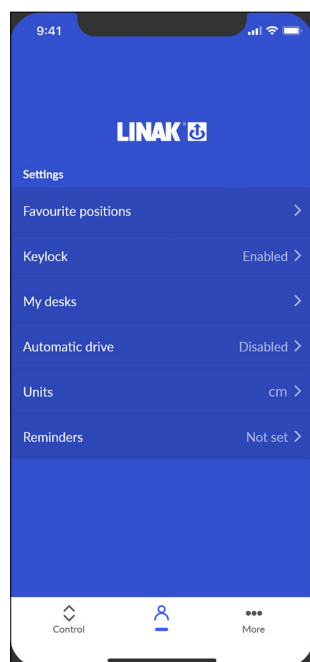 9:41
LINAK
Settings
Favourite positions
Keylock Enabled
My desks
Automatic drive Disabled
Units cm
Reminders Not set
Control More